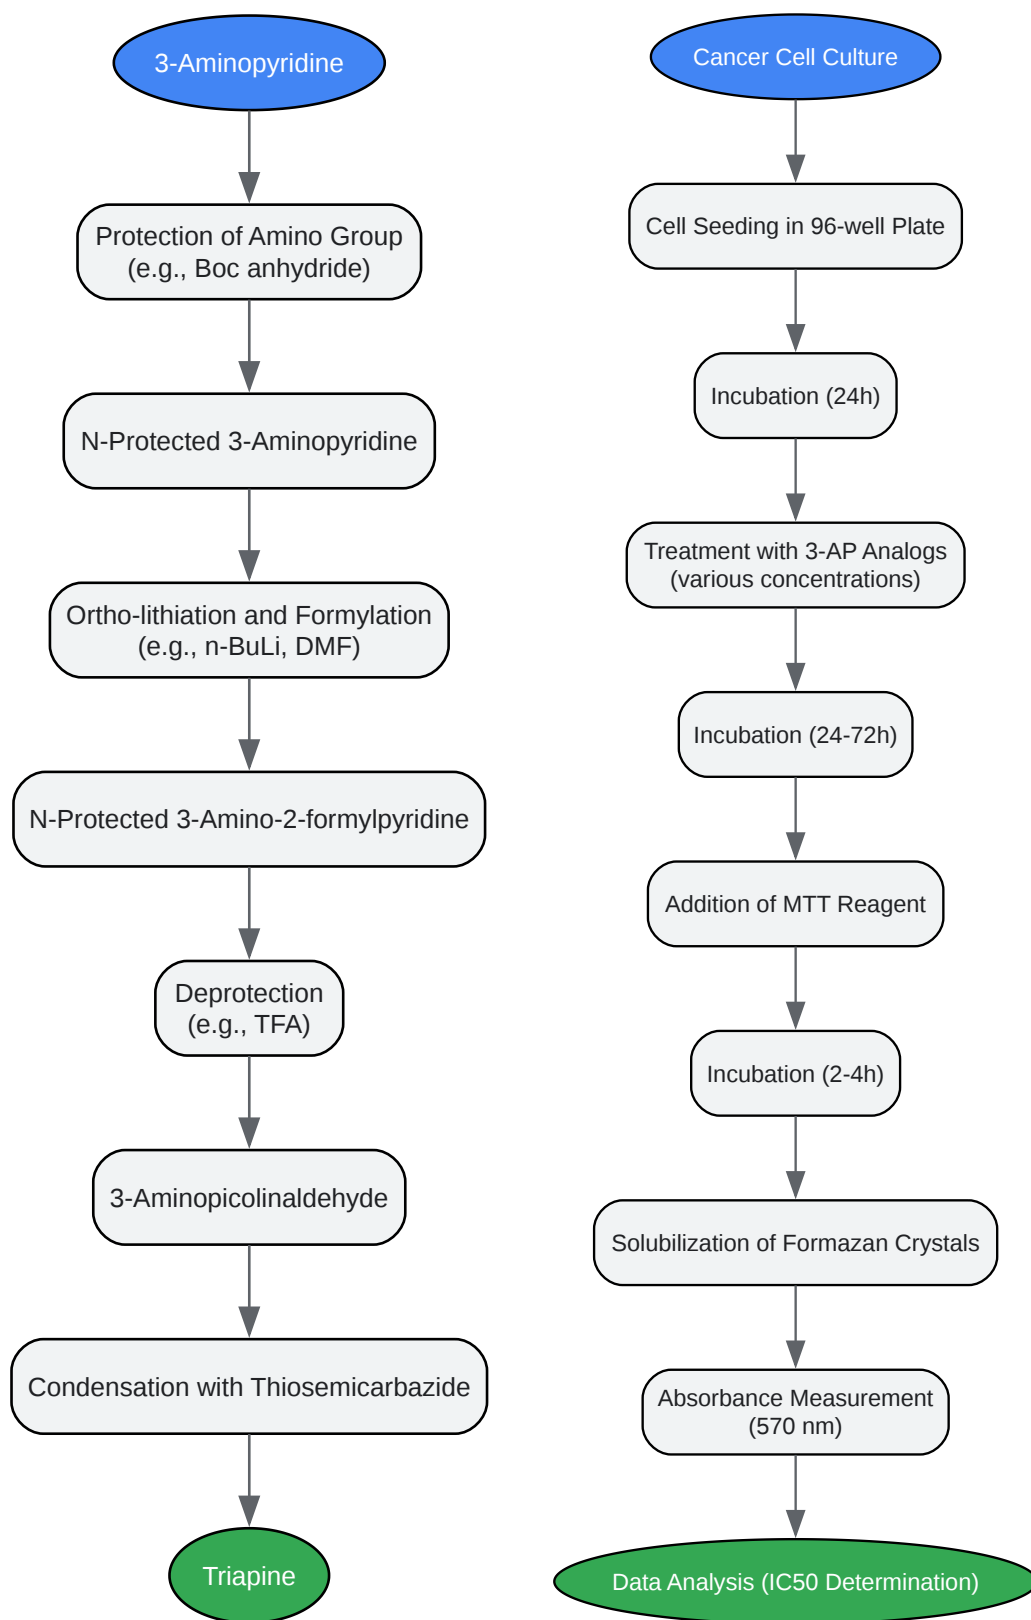 3-Aminopyridine
Protection of Amino Group
(e.g., Boc anhydride)
N-Protected 3-Aminopyridine
Ortho-lithiation and Formylation
(e.g., n-BuLi, DMF)
N-Protected 3-Amino-2-formylpyridine
Deprotection
(e.g., TFA)
3-Aminopicolinaldehyde
Condensation with Thiosemicarbazide
Triapine
Cancer Cell Culture
Cell Seeding in 96-well Plate
Incubation (24h)
Treatment with 3-AP Analogs
(various concentrations)
Incubation (24-72h)
Addition of MTT Reagent
Incubation (2-4h)
Solubilization of Formazan Crystals
Absorbance Measurement
(570 nm)
Data Analysis (IC50 Determination)